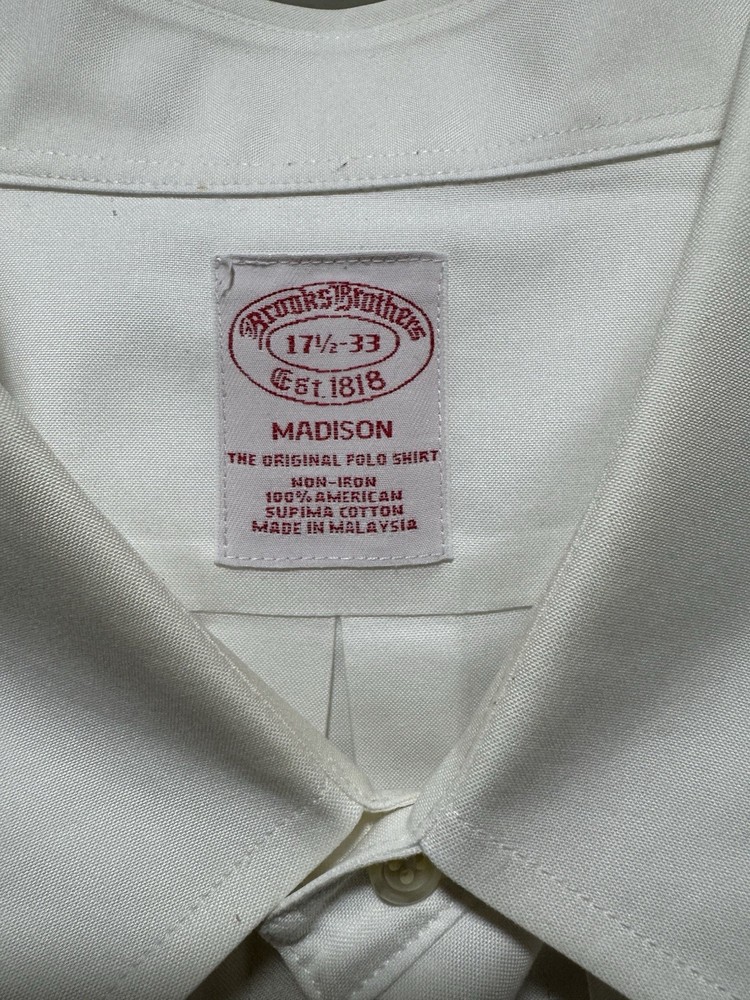 Brooks Brothers
17½-33
Est. 1818
MADISON
THE ORIGINAL POLO SHIRT
NON-IRON
100% AMERICAN
SUPIMA COTTON
MADE IN MALAYSIA